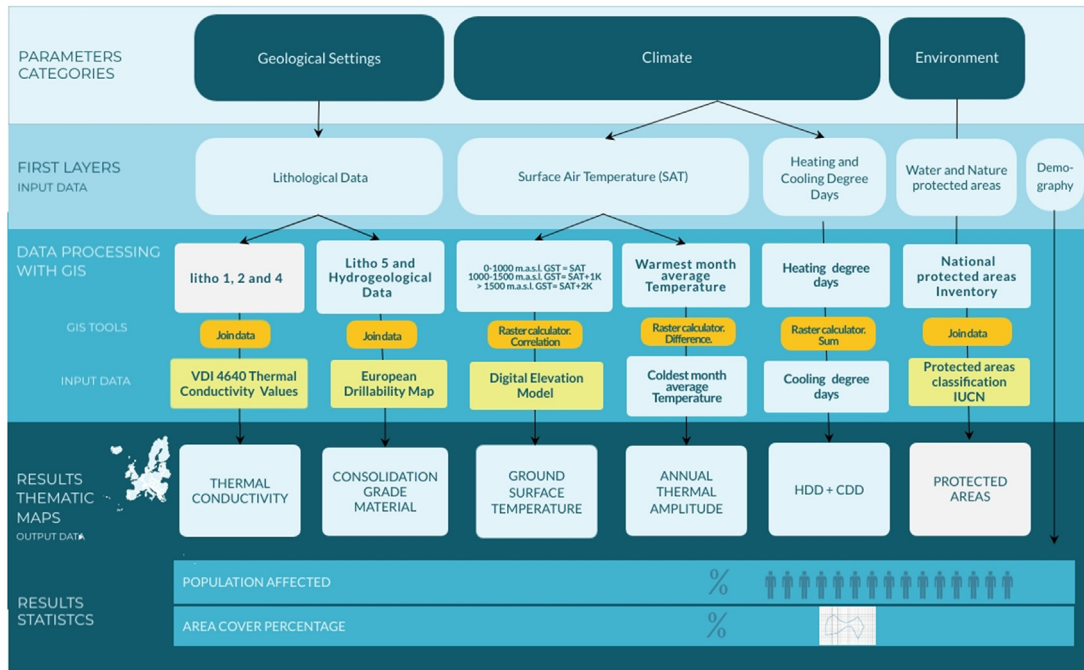 PARAMETERS
CATEGORIES
Geological Settings
Climate
Environment
FIRST LAYERS
INPUT DATA
Lithological Data
Surface Air Temperature (SAT)
Heating and
Cooling Degree
Days
Water and Nature
protected areas
Demo-
graphy
DATA PROCESSING
WITH GIS
litho 1, 2 and 4
Litho 5 and
Hydrogeological
Data
0-1000 m.a.s.l. GST = SAT
1000-1500 m.a.s.l. GST= SAT+1K
> 1500 m.a.s.l. GST= SAT+2K
Warmest month
average
Temperature
Heating degree
days
National
protected areas
Inventory
GIS TOOLS
Join data
Join data
Raster calculator.
Correlation
Raster calculator.
Difference.
Raster calculator.
Sum
Join data
INPUT DATA
VDI 4640 Thermal
Conductivity Values
European
Drillability Map
Digital Elevation
Model
Coldest month
average
Temperature
Cooling degree
days
Protected areas
classification
IUCN
RESULTS
THEMATIC
MAPS
OUTPUT DATA
THERMAL
CONDUCTIVITY
CONSOLIDATION
GRADE
MATERIAL
GROUND
SURFACE
TEMPERATURE
ANNUAL
THERMAL
AMPLITUDE
HDD + CDD
PROTECTED
AREAS
RESULTS
STATISTCS
POPULATION AFFECTED
%
AREA COVER PERCENTAGE
%